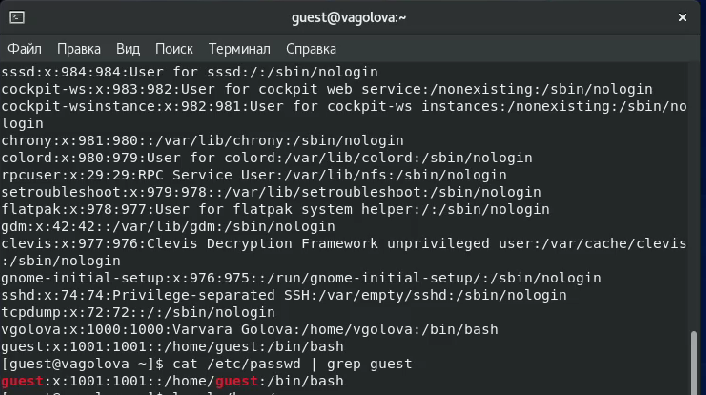 guest@vagolova:~
Файл Правка Вид Поиск Терминал Справка
sssd:x:984:984:User for sssd:/:/sbin/nologin
cockpit-ws:x:983:982:User for cockpit web service:/nonexisting:/sbin/nologin
cockpit-wsinstance:x:982:981:User for cockpit-ws instances:/nonexisting:/sbin/no
login
chrony:x:981:980::/var/lib/chrony:/sbin/nologin
colord:x:980:979:User for colord:/var/lib/colord:/sbin/nologin
rpcuser:x:29:29:RPC Service User:/var/lib/nfs:/sbin/nologin
setroubleshoot:x:979:978::/var/lib/setroubleshoot:/sbin/nologin
flatpak:x:978:977:User for flatpak system helper:/:/sbin/nologin
gdm:x:42:42::/var/lib/gdm:/sbin/nologin
clevis:x:977:976:Clevis Decryption Framework unprivileged user:/var/cache/clevis
:/sbin/nologin
gnome-initial-setup:x:976:975::/run/gnome-initial-setup/:/sbin/nologin
sshd:x:74:74:Privilege-separated SSH:/var/empty/sshd:/sbin/nologin
tcpdump:x:72:72::/:/sbin/nologin
vgolova:x:1000:1000:Varvara Golova:/home/vgolova:/bin/bash
guest:x:1001:1001::/home/guest:/bin/bash
[guest@vagolova ~]$ cat /etc/passwd | grep guest
guest:x:1001:1001::/home/guest:/bin/bash